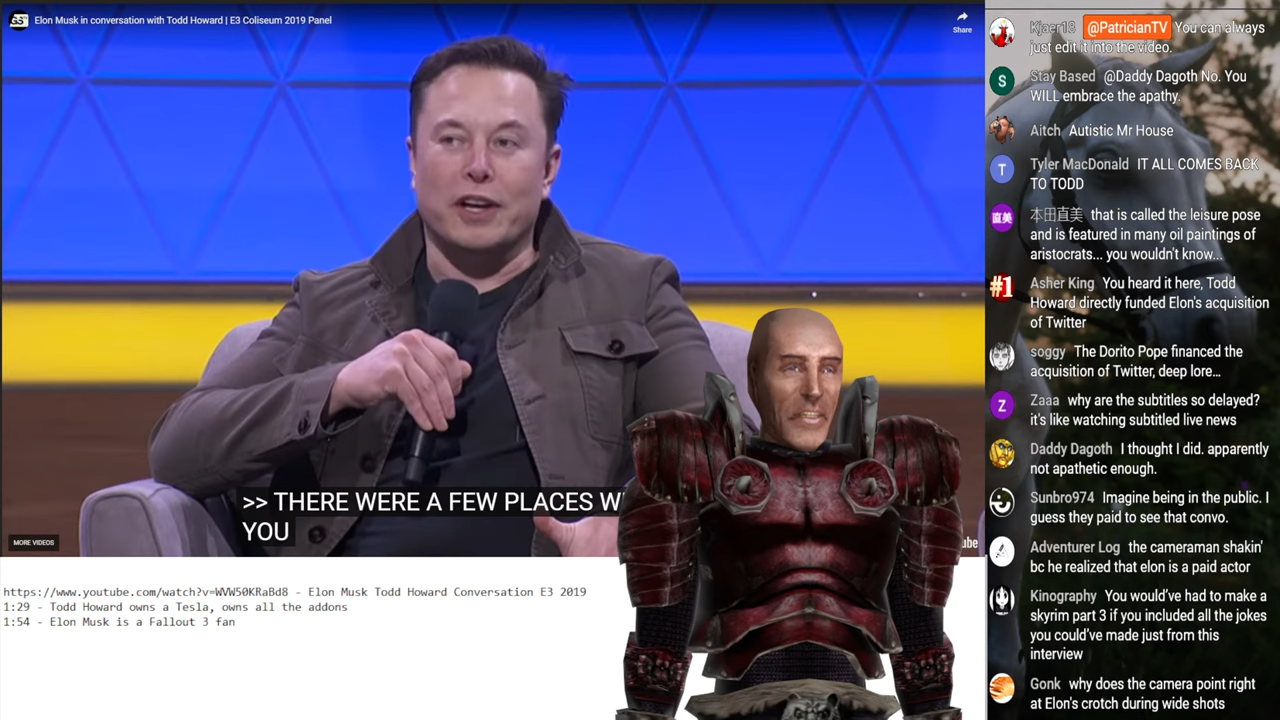 Elon Musk in conversation with Todd Howard | E3 Coliseum 2019 Panel
Share
>> THERE WERE A FEW PLACES
YOU
MORE VIDEOS
https://www.youtube.com/watch?v=WVW50KRaBd8 - Elon Musk Todd Howard Conversation E3 2019
1:29 - Todd Howard owns a Tesla, owns all the addons
1:54 - Elon Musk is a Fallout 3 fan
Kjaer18 @PatricianTV You can always
just edit it into the video.
S
Stay Based @Daddy Dagoth No. You
WILL embrace the apathy.
Aitch Autistic Mr House
T
Tyler MacDonald IT ALL COMES BACK
TO TODD
直美
本田直美 that is called the leisure pose
and is featured in many oil paintings of
aristocrats... you wouldn't know...
#1
Asher King You heard it here, Todd
Howard directly funded Elon's acquisition
of Twitter
soggy The Dorito Pope financed the
acquisition of Twitter, deep lore...
Z
Zaaa why are the subtitles so delayed?
it's like watching subtitled live news
Daddy Dagoth I thought I did. apparently
not apathetic enough.
Sunbro974 Imagine being in the public. I
guess they paid to see that convo.
Adventurer Log the cameraman shakin'
bc he realized that elon is a paid actor
Kinography You would've had to make a
skyrim part 3 if you included all the jokes
you could've made just from this
interview
Gonk why does the camera point right
at Elon's crotch during wide shots